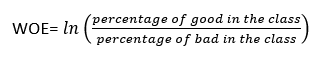 WOE= ln (percentage of good in the class / percentage of bad in the class)